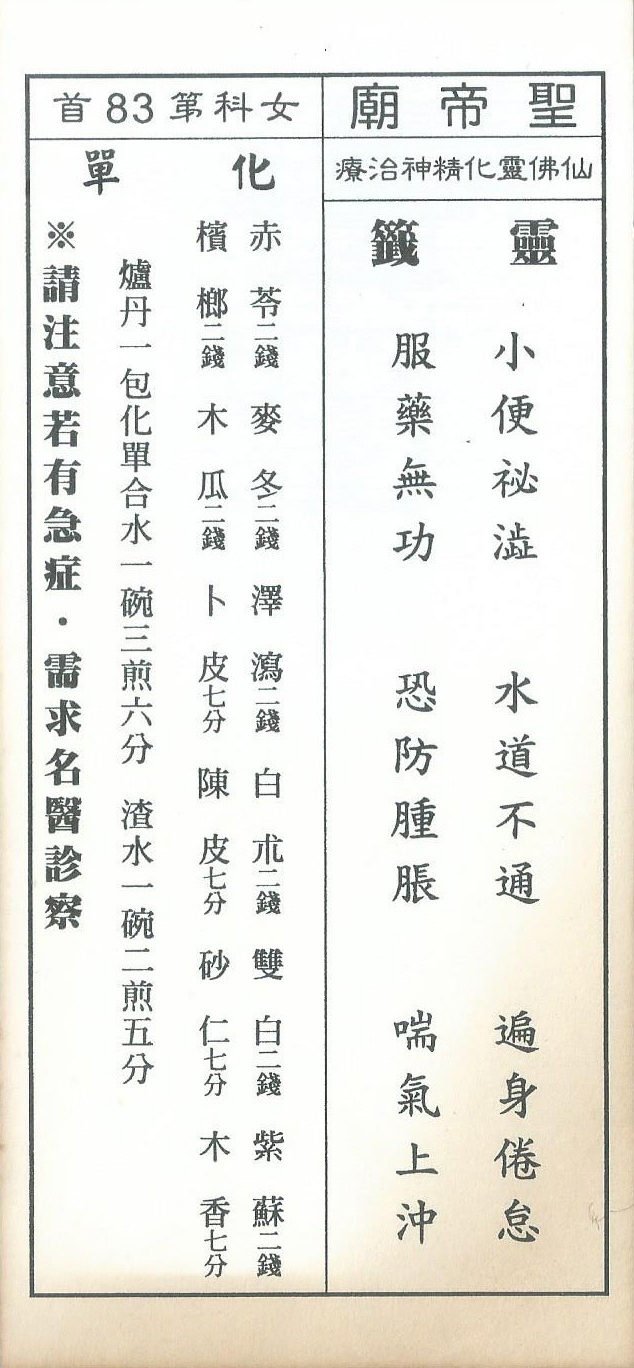 聖帝廟
仙佛靈化精神治療
靈籤
小便祕澁 水道不通 遍身倦怠
服藥無功 恐防腫脹 喘氣上沖
女科第83首
化單
赤苓二錢 麥冬二錢 澤瀉二錢 白朮二錢 雙白二錢 紫蘇二錢
檳榔二錢 木瓜二錢 卜皮七分 陳皮七分 砂仁七分 木香七分
爐丹一包化單合水一碗三煎六分 渣水一碗二煎五分
※請注意若有急症．需求名醫診察